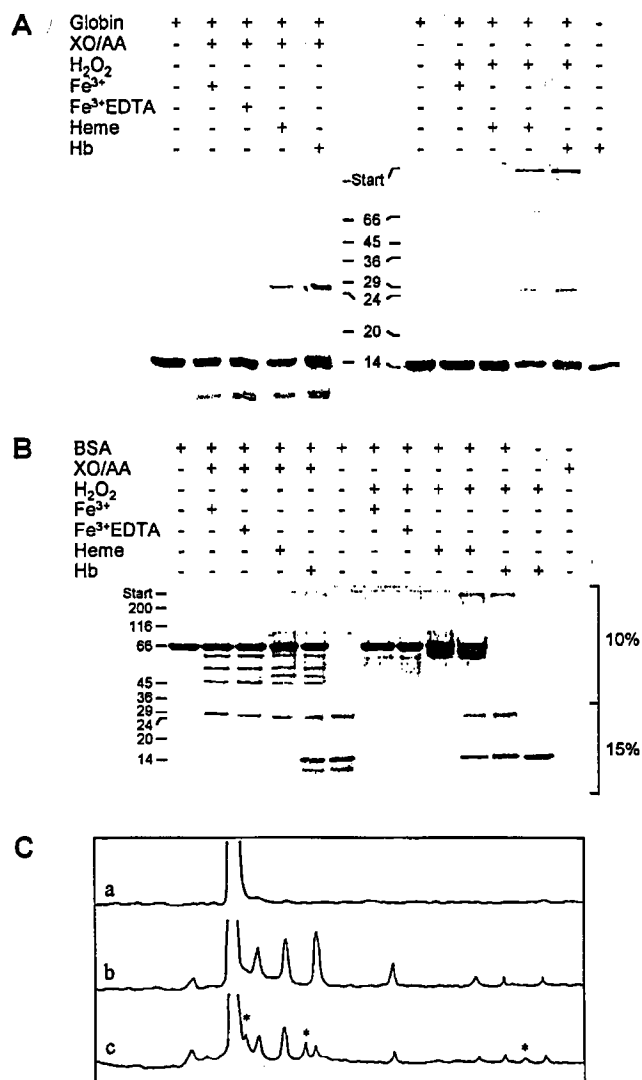 A
Globin + + + + + + + + + + -
XO/AA - + + + + - - - - - -
H₂O₂ - - - - - - + + + + -
Fe³⁺ - + - - - - + - - - -
Fe³⁺EDTA - - + - - - - - - - -
Heme - - - + - - - + + - -
Hb - - - - + - - - - + +
Start
66
45
36
29
24
20
14
B
BSA + + + + + + + + + + + - -
XO/AA - + + + + - - - - - - - +
H₂O₂ - - - - - - + + + + + + -
Fe³⁺ - + - - - - + - - - - - -
Fe³⁺EDTA - - + - - - - + - - - - -
Heme - - - + - - - - + + - - -
Hb - - - - + - - - - - + + -
Start
200
116
66
45
36
29
24
20
14
10%
15%
C
a
b
c * * *